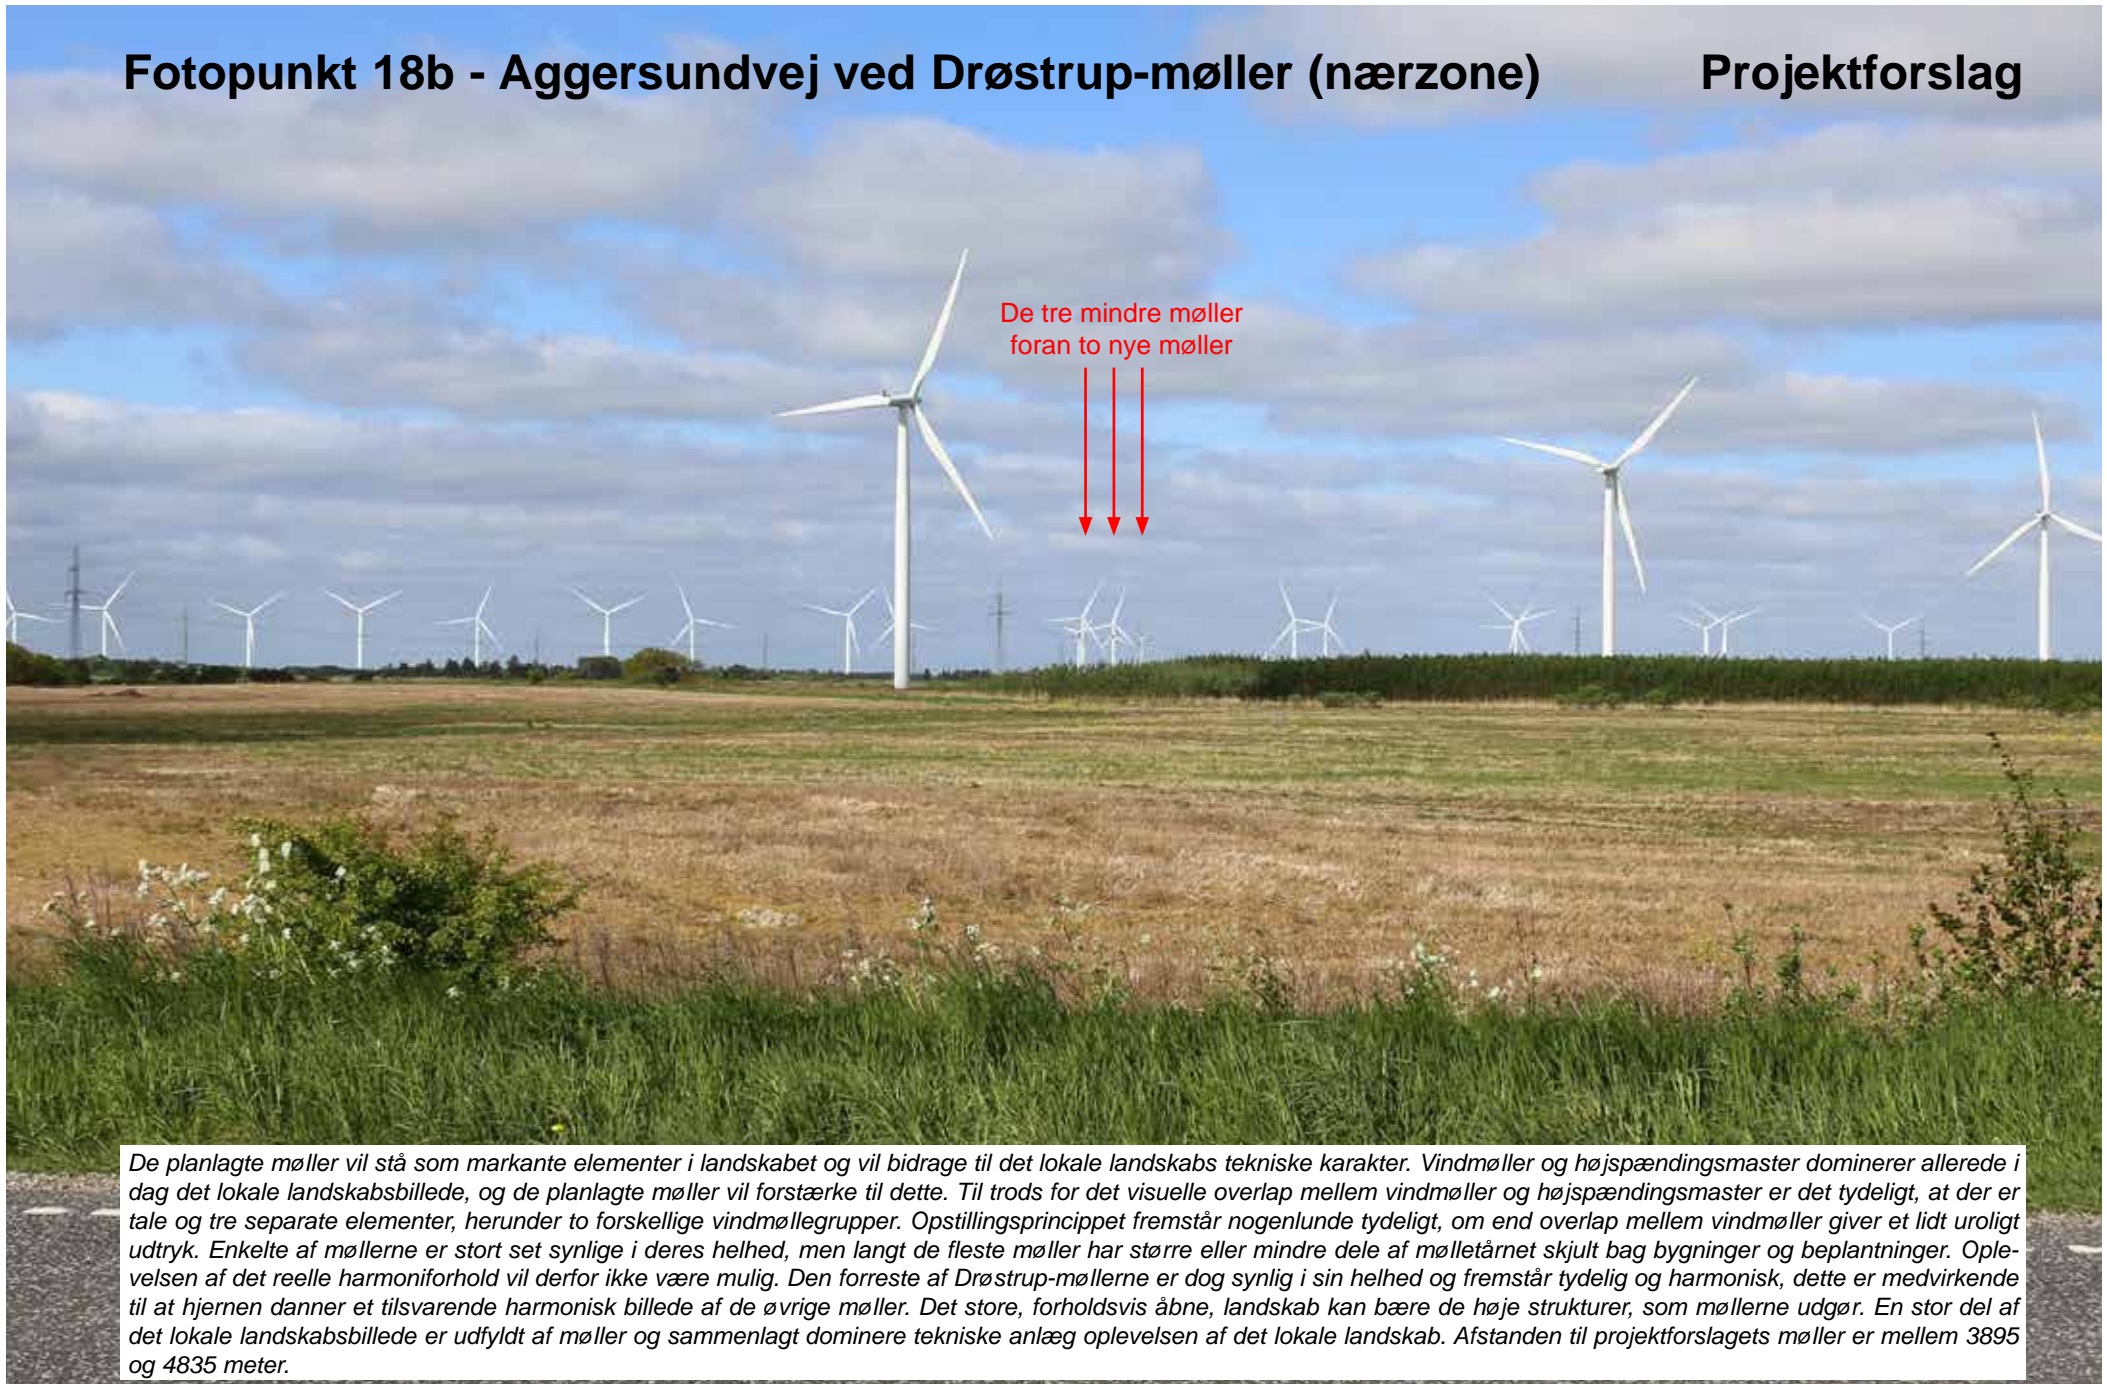 Fotopunkt 18b - Aggersundvej ved Drøstrup-møller (nærzone) Projektforslag
De tre mindre møller
foran to nye møller
De planlagte møller vil stå som markante elementer i landskabet og vil bidrage til det lokale landskabs tekniske karakter. Vindmøller og højspændingsmaster dominerer allerede i
dag det lokale landskabsbillede, og de planlagte møller vil forstærke til dette. Til trods for det visuelle overlap mellem vindmøller og højspændingsmaster er det tydeligt, at der er
tale og tre separate elementer, herunder to forskellige vindmøllegrupper. Opstillingsprincippet fremstår nogenlunde tydeligt, om end overlap mellem vindmøller giver et lidt uroligt
udtryk. Enkelte af møllerne er stort set synlige i deres helhed, men langt de fleste møller har større eller mindre dele af mølletårnet skjult bag bygninger og beplantninger. Ople-
velsen af det reelle harmoniforhold vil derfor ikke være mulig. Den forreste af Drøstrup-møllerne er dog synlig i sin helhed og fremstår tydelig og harmonisk, dette er medvirkende
til at hjernen danner et tilsvarende harmonisk billede af de øvrige møller. Det store, forholdsvis åbne, landskab kan bære de høje strukturer, som møllerne udgør. En stor del af
det lokale landskabsbillede er udfyldt af møller og sammenlagt dominere tekniske anlæg oplevelsen af det lokale landskab. Afstanden til projektforslagets møller er mellem 3895
og 4835 meter.